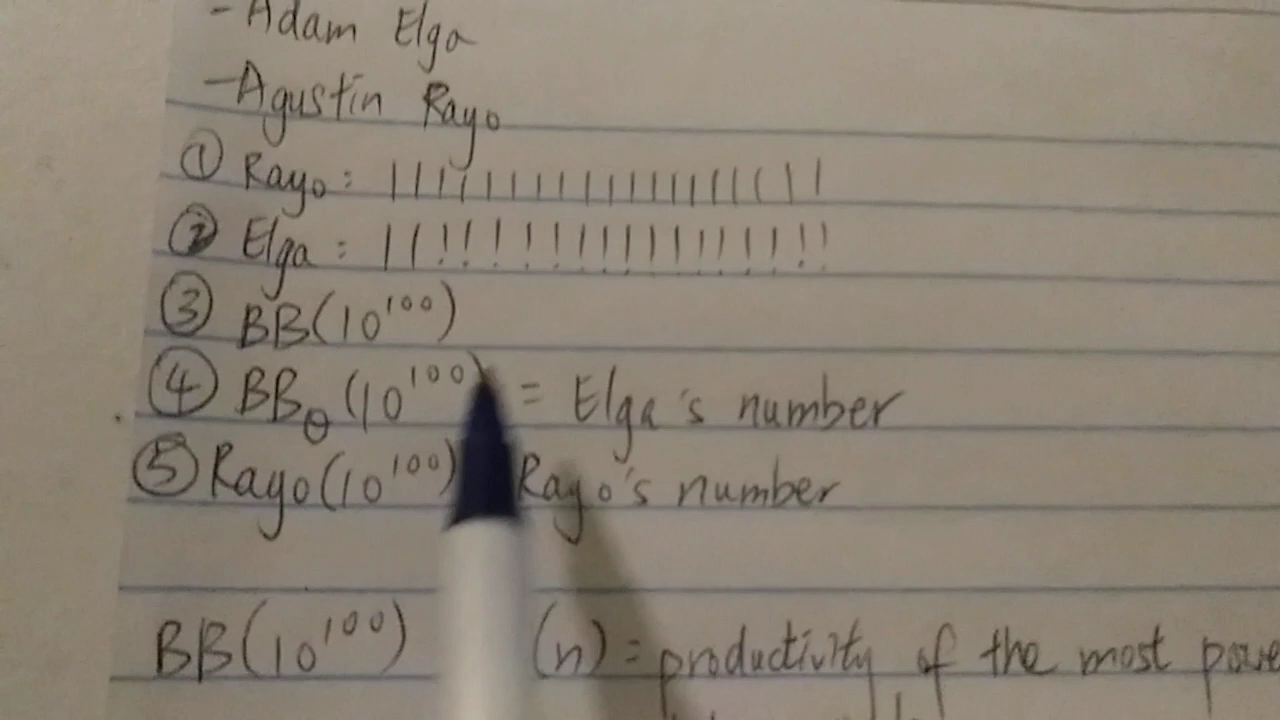 - Adam Elga
- Agustin Rayo
① Rayo: ||||||||||||||||||||
② Elga: ||!!!!!!|||||||!!!
③ BB(10¹⁰⁰)
④ BB_θ(10¹⁰⁰) = Elga's number
⑤ Rayo(10¹⁰⁰) Rayo's number
BB(10¹⁰⁰) (n) = productivity of the most